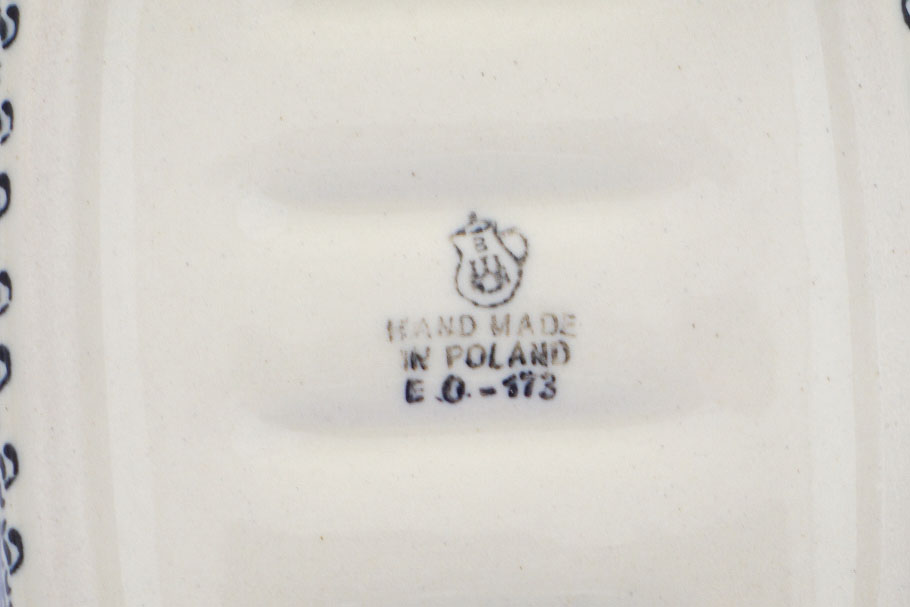 B
HAND MADE
IN POLAND
E.O.-173